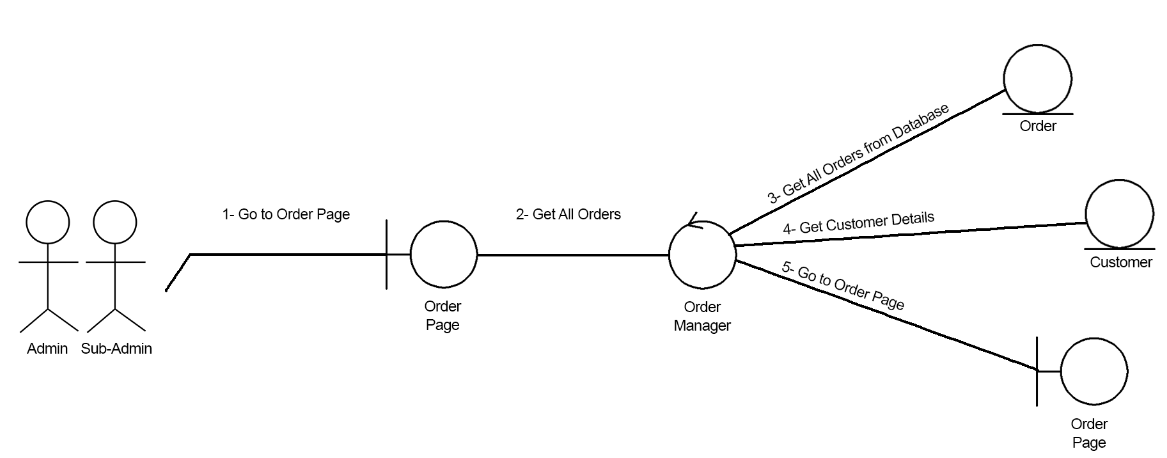 Order
3- Get All Orders from Database
1- Go to Order Page
2- Get All Orders
4- Get Customer Details
Customer
5- Go to Order Page
Order
Page
Order
Manager
Admin
Sub-Admin
Order
Page